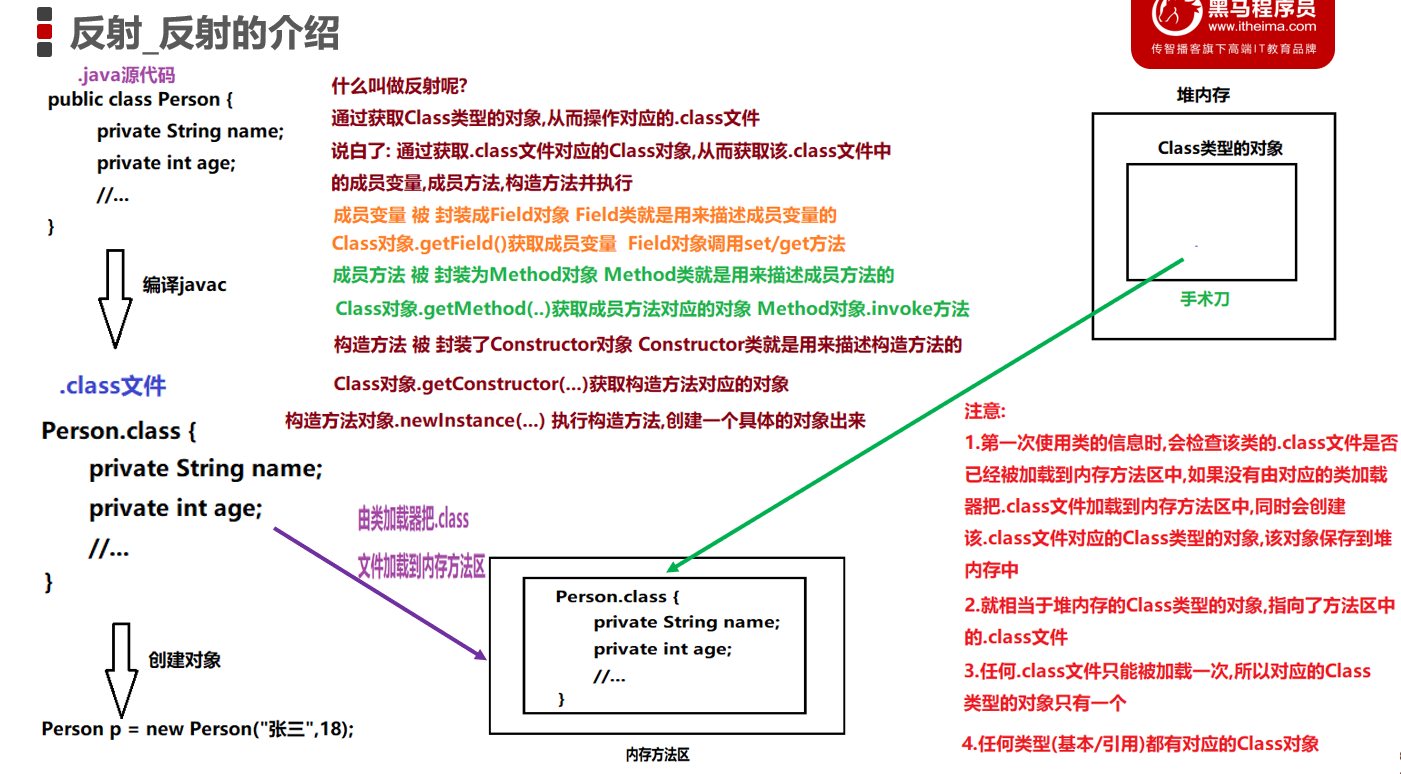 反射_反射的介绍
黑马程序员
www.itheima.com
传智播客旗下高端IT教育品牌
.java源代码
public class Person {
private String name;
private int age;
//...
}
编译javac
.class文件
Person.class {
private String name;
private int age;
//...
}
创建对象
Person p = new Person("张三",18);
什么叫做反射呢?
通过获取Class类型的对象,从而操作对应的.class文件
说白了: 通过获取.class文件对应的Class对象,从而获取该.class文件中
的成员变量,成员方法,构造方法并执行
成员变量 被 封装成Field对象 Field类就是用来描述成员变量的
Class对象.getField()获取成员变量 Field对象调用set/get方法
成员方法 被 封装为Method对象 Method类就是用来描述成员方法的
Class对象.getMethod(..)获取成员方法对应的对象 Method对象.invoke方法
构造方法 被 封装了Constructor对象 Constructor类就是用来描述构造方法的
Class对象.getConstructor(...)获取构造方法对应的对象
构造方法对象.newInstance(...) 执行构造方法,创建一个具体的对象出来
由类加载器把.class
文件加载到内存方法区
Person.class {
private String name;
private int age;
//...
}
内存方法区
堆内存
Class类型的对象
手术刀
注意:
1.第一次使用类的信息时,会检查该类的.class文件是否
已经被加载到内存方法区中,如果没有由对应的类加载
器把.class文件加载到内存方法区中,同时会创建
该.class文件对应的Class类型的对象,该对象保存到堆
内存中
2.就相当于堆内存的Class类型的对象,指向了方法区中
的.class文件
3.任何.class文件只能被加载一次,所以对应的Class
类型的对象只有一个
4.任何类型(基本/引用)都有对应的Class对象